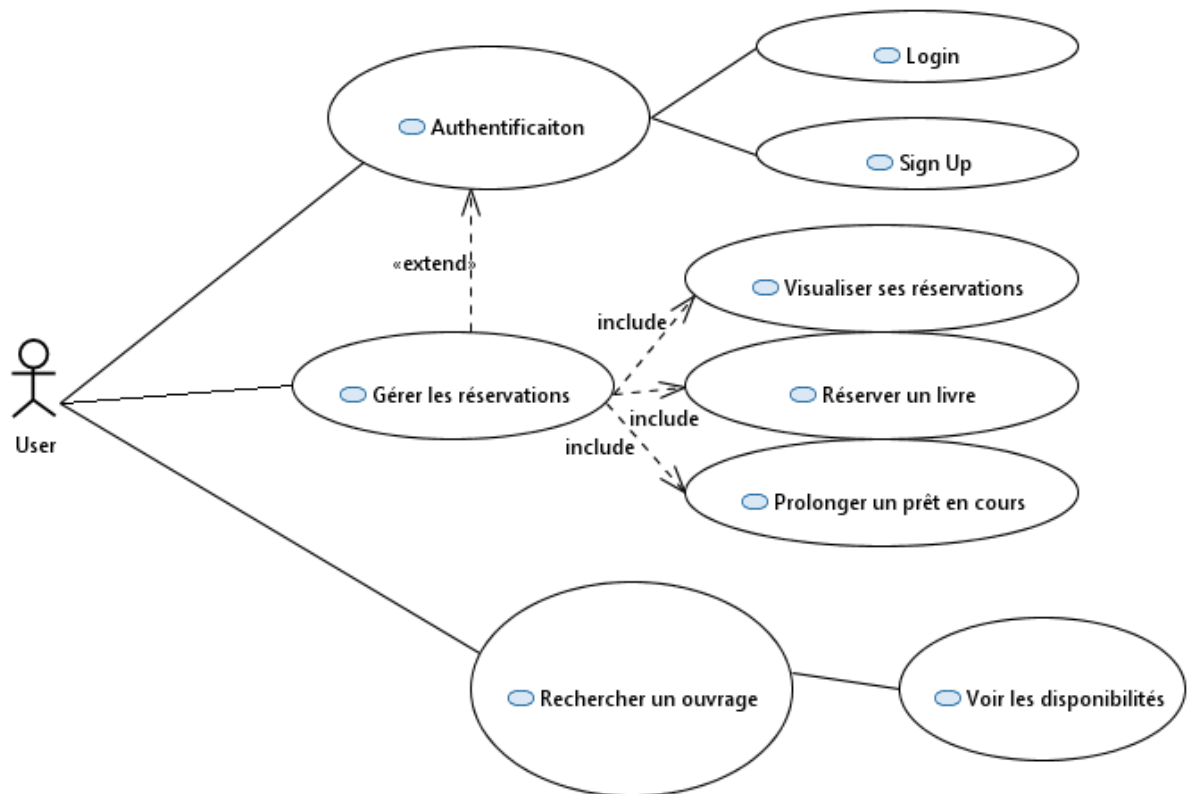 Login
Authentificaiton
Sign Up
«extend»
Visualiser ses réservations
include
Gérer les réservations
Réserver un livre
include
include
User
Prolonger un prêt en cours
Rechercher un ouvrage
Voir les disponibilités